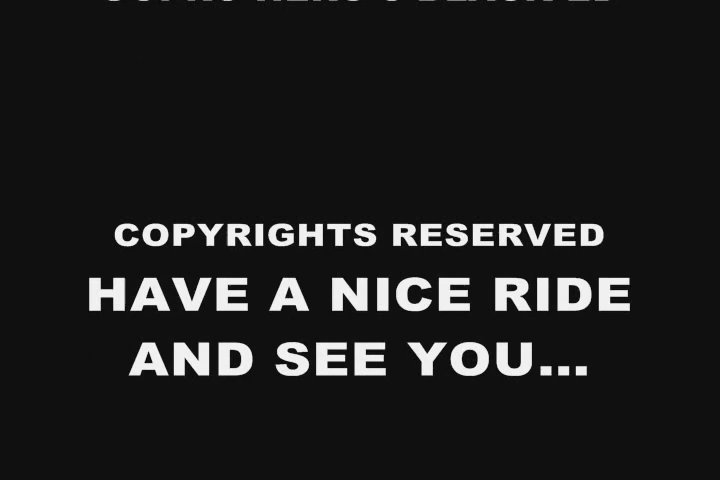 COPYRIGHTS RESERVED
HAVE A NICE RIDE
AND SEE YOU...